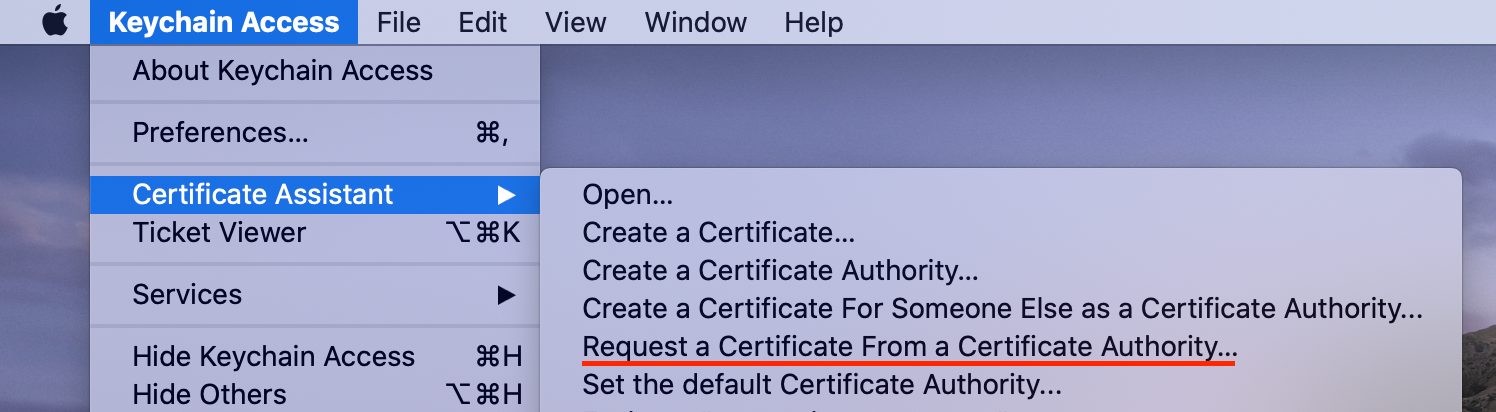 Keychain Access File Edit View Window Help
About Keychain Access
Preferences... ⌘,
Certificate Assistant ▶
Ticket Viewer ⌥⌘K
Services ▶
Hide Keychain Access ⌘H
Hide Others ⌥⌘H
Open...
Create a Certificate...
Create a Certificate Authority...
Create a Certificate For Someone Else as a Certificate Authority...
Request a Certificate From a Certificate Authority...
Set the default Certificate Authority...